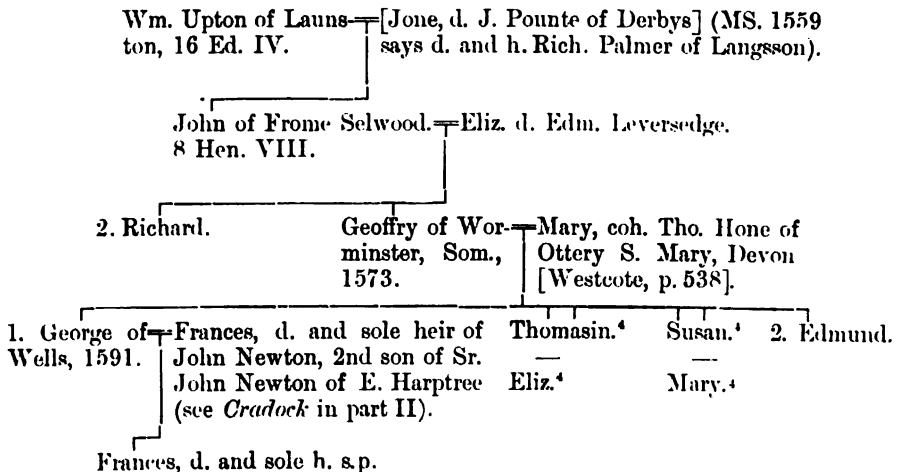 Wm. Upton of Launs-
ton, 16 Ed. IV.
[Jone, d. J. Pounte of Derbys] (MS. 1559
says d. and h. Rich. Palmer of Langsson).
John of Frome Selwood.
8 Hen. VIII.
Eliz. d. Edm. Leversedge.
2. Richard.
Geoffry of Wor-
minster, Som.,
1573.
Mary, coh. Tho. Hone of
Ottery S. Mary, Devon
[Westcote, p. 538].
1. George of
Wells, 1591.
Frances, d. and sole heir of
John Newton, 2nd son of Sr.
John Newton of E. Harptree
(see Cradock in part II).
Thomasin.⁴
—
Eliz.⁴
Susan.⁴
—
Mary.⁴
2. Edmund.
Frances, d. and sole h. s.p.